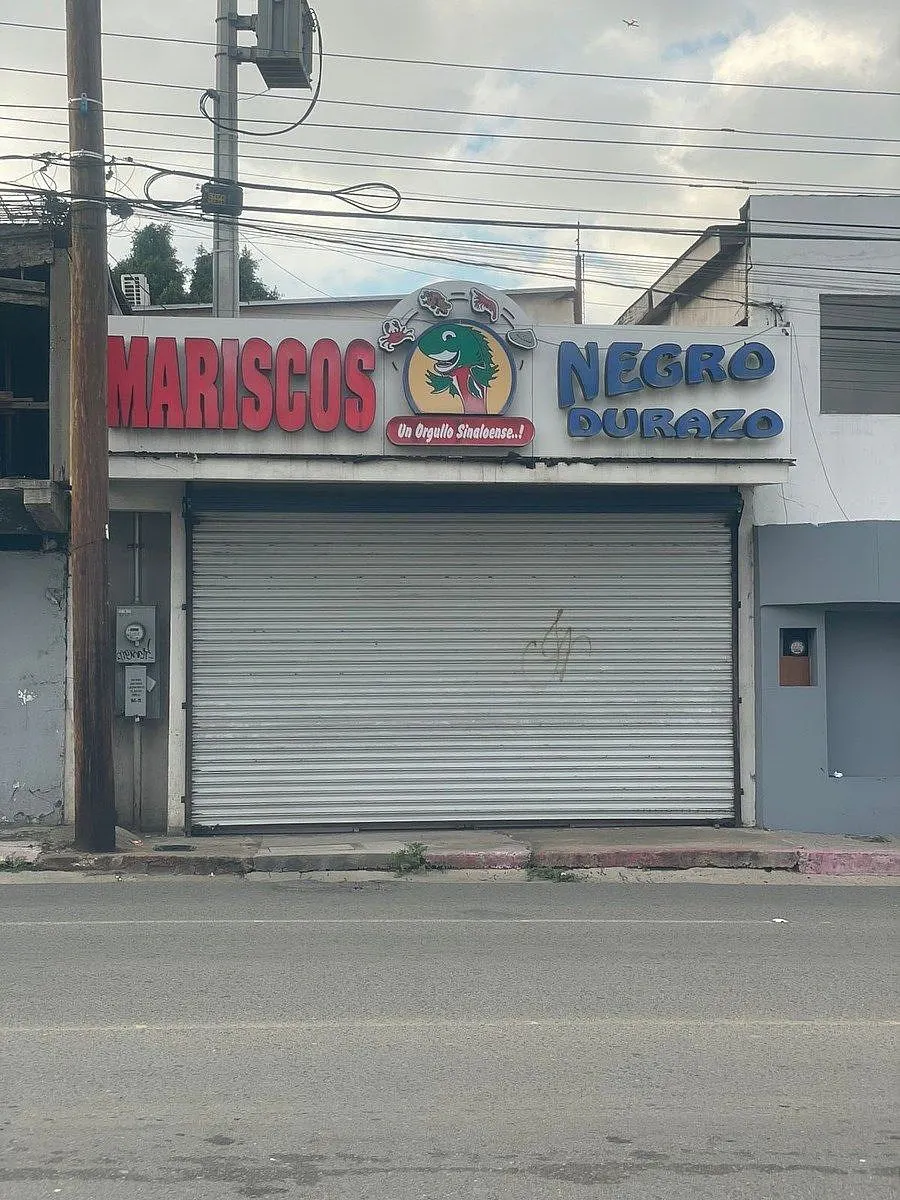 MARISCOS
Un Orgullo Sinaloense..!
NEGRO
DURAZO